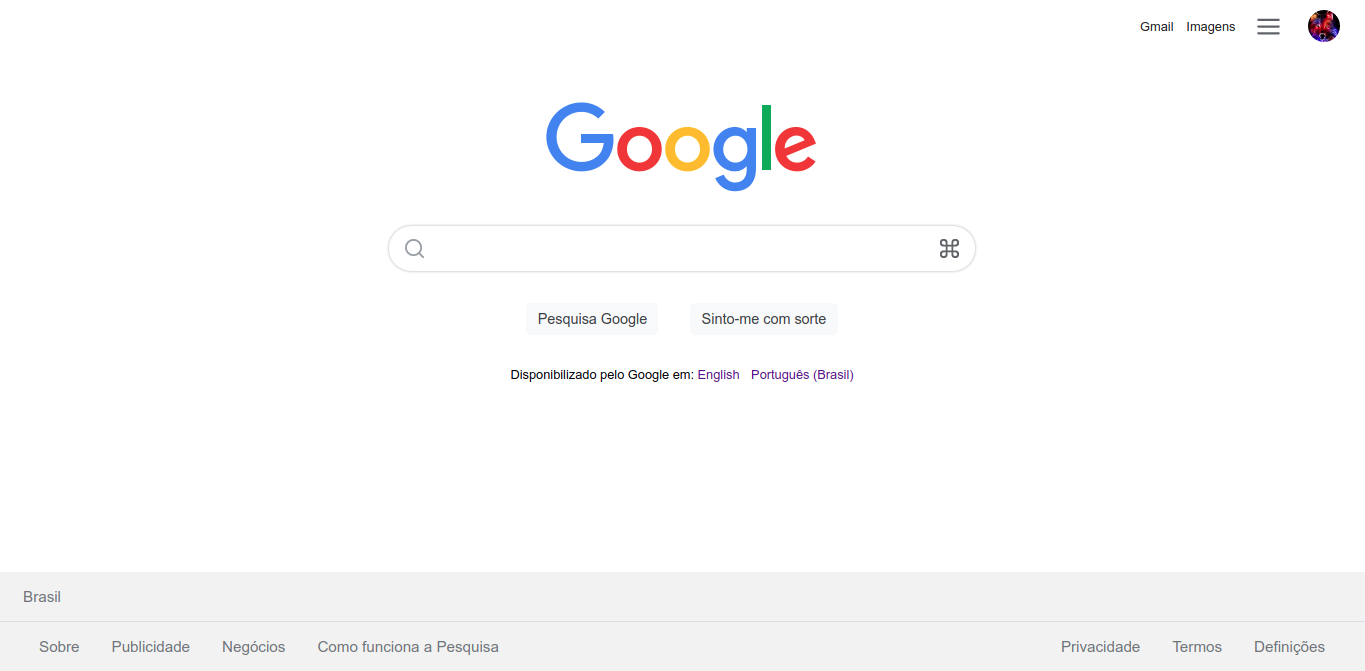 Gmail Imagens
Google
Pesquisa Google Sinto-me com sorte
Disponibilizado pelo Google em: English Português (Brasil)
Brasil
Sobre Publicidade Negócios Como funciona a Pesquisa Privacidade Termos Definições